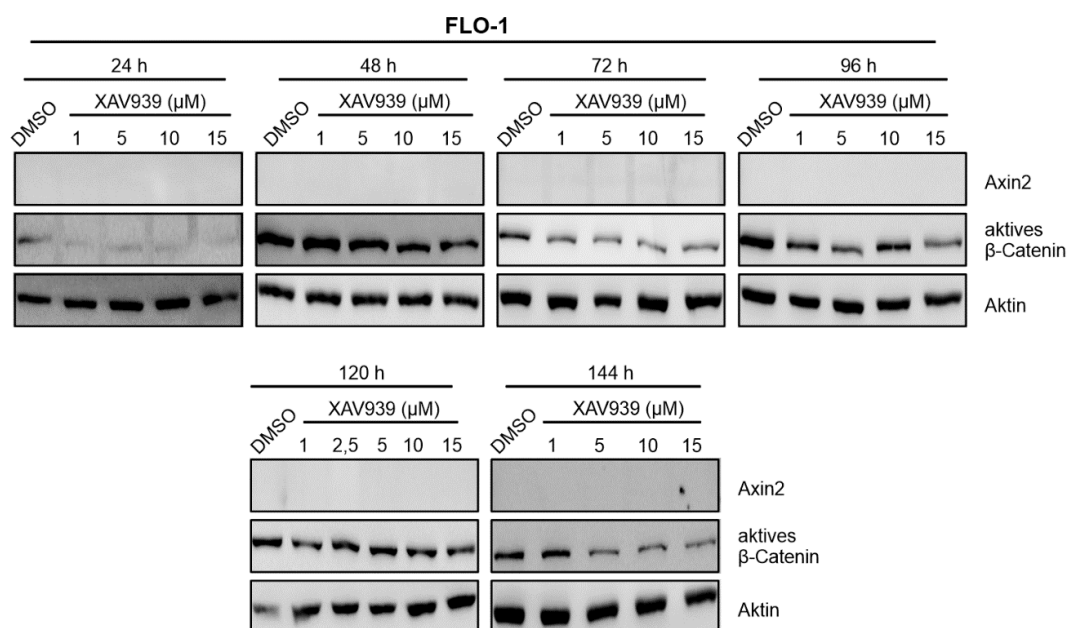 FLO-1
24 h 48 h 72 h 96 h
DMSO XAV939 (µM) DMSO XAV939 (µM) DMSO XAV939 (µM) DMSO XAV939 (µM)
1 5 10 15 1 5 10 15 1 5 10 15 1 5 10 15
Axin2
aktives
β-Catenin
Aktin
120 h 144 h
DMSO XAV939 (µM) DMSO XAV939 (µM)
1 2,5 5 10 15 1 5 10 15
Axin2
aktives
β-Catenin
Aktin